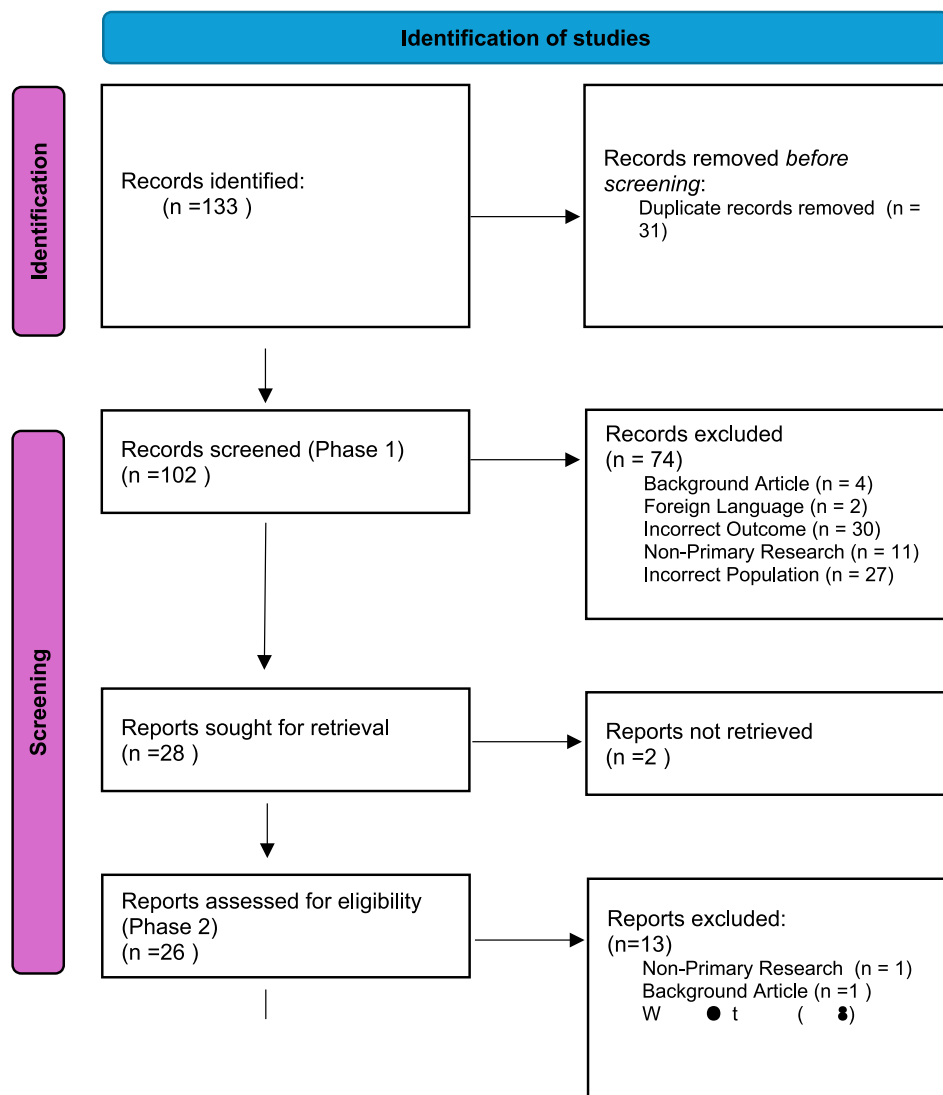 Identification of studies
Identification
Records identified:
(n =133 )
Records removed before
screening:
Duplicate records removed (n =
31)
Screening
Records screened (Phase 1)
(n =102 )
Records excluded
(n = 74)
Background Article (n = 4)
Foreign Language (n = 2)
Incorrect Outcome (n = 30)
Non-Primary Research (n = 11)
Incorrect Population (n = 27)
Reports sought for retrieval
(n =28 )
Reports not retrieved
(n =2 )
Reports assessed for eligibility
(Phase 2)
(n =26 )
Reports excluded:
(n=13)
Non-Primary Research (n = 1)
Background Article (n =1 )